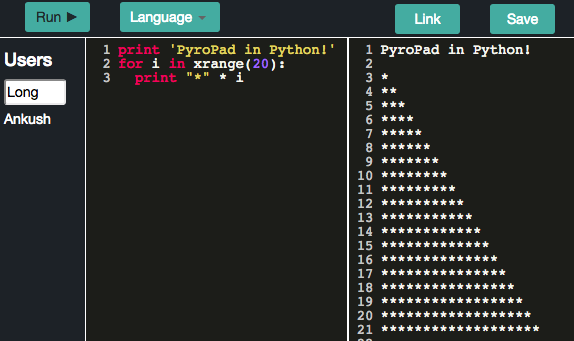 Run ▶
Language
Link
Save
Users
Long
Ankush
1 print 'PyroPad in Python!'
2 for i in xrange(20):
3   print "*" * i
1 PyroPad in Python!
2
3 *
4 **
5 ***
6 ****
7 *****
8 ******
9 *******
10 ********
11 *********
12 **********
13 ***********
14 ************
15 *************
16 **************
17 ***************
18 ****************
19 *****************
20 ******************
21 *******************